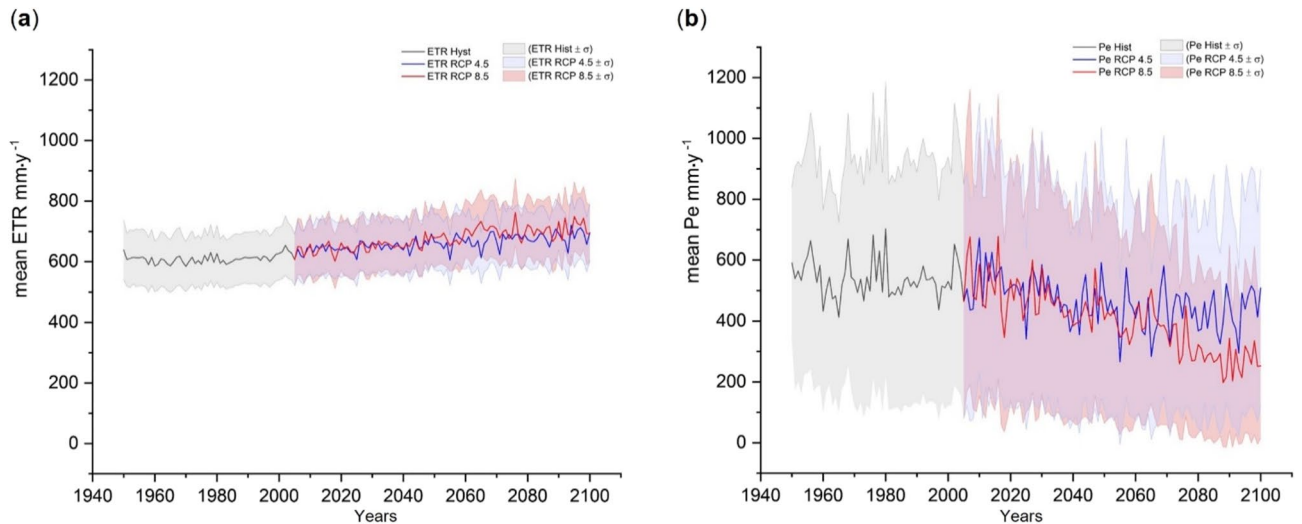 (a)
ETR Hyst (ETR Hist ± σ)
ETR RCP 4.5 (ETR RCP 4.5 ± σ)
ETR RCP 8.5 (ETR RCP 8.5 ± σ)
mean ETR mm·y⁻¹
1200
1000
800
600
400
200
0
1940 1960 1980 2000 2020 2040 2060 2080 2100
Years
(b)
Pe Hist (Pe Hist ± σ)
Pe RCP 4.5 (Pe RCP 4.5 ± σ)
Pe RCP 8.5 (Pe RCP 8.5 ± σ)
mean Pe mm·y⁻¹
1200
1000
800
600
400
200
0
1940 1960 1980 2000 2020 2040 2060 2080 2100
Years